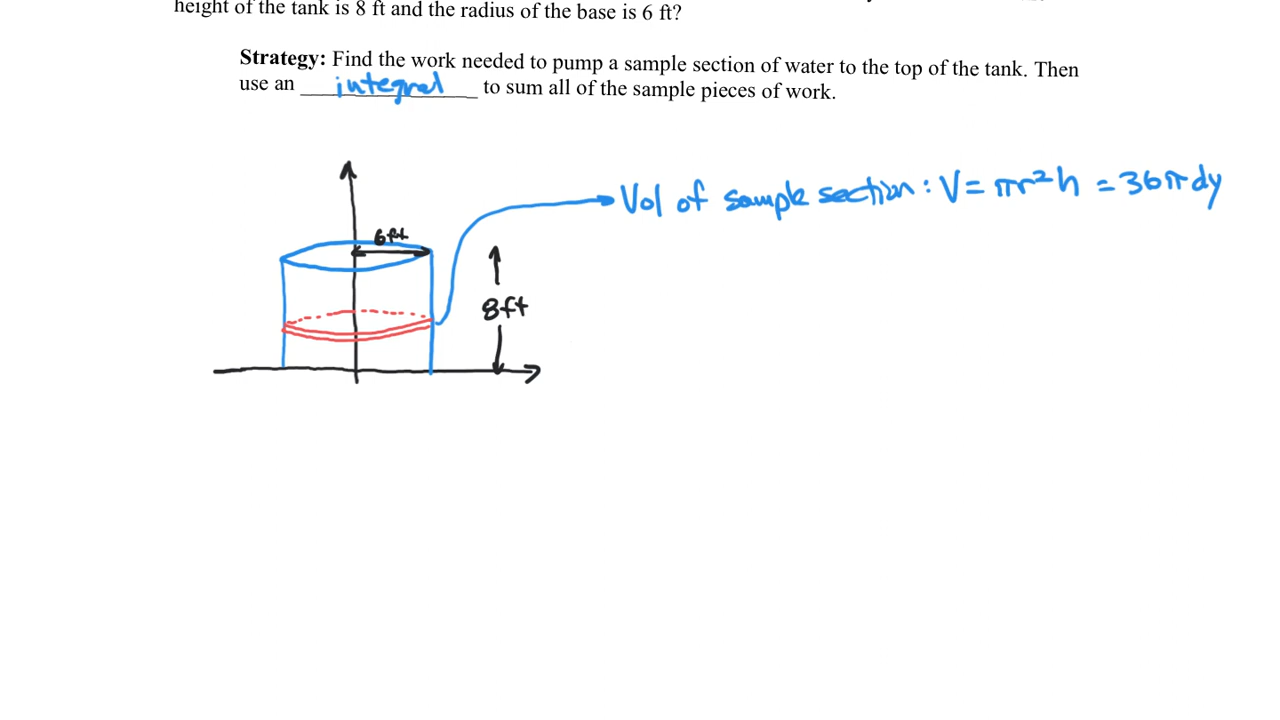 height of the tank is 8 ft and the radius of the base is 6 ft?
Strategy: Find the work needed to pump a sample section of water to the top of the tank. Then
use an integral to sum all of the sample pieces of work.
Vol of sample section: V = πr²h = 36π dy
6ft
8ft